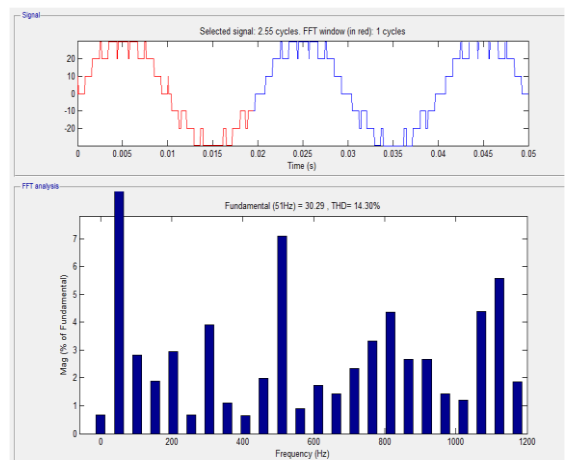 Signal
Selected signal: 2.55 cycles. FFT window (in red): 1 cycles
20
10
0
-10
-20
0 0.005 0.01 0.015 0.02 0.025 0.03 0.035 0.04 0.045 0.05
Time (s)
FFT analysis
Fundamental (51Hz) = 30.29 , THD= 14.30%
Mag (% of Fundamental)
7
6
5
4
3
2
1
0
0 200 400 600 800 1000 1200
Frequency (Hz)